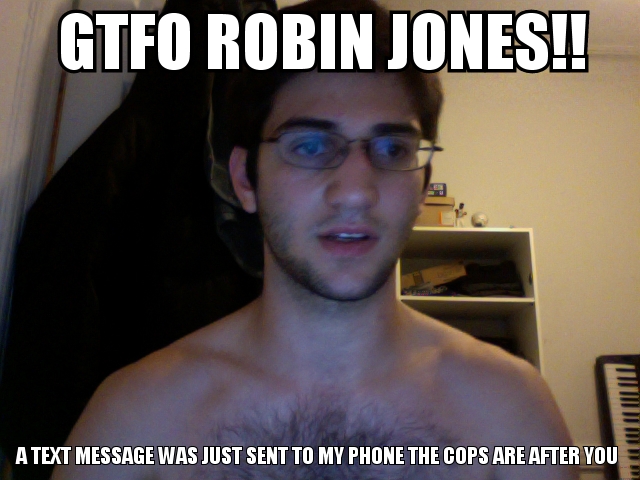 GTFO ROBIN JONES!!
A TEXT MESSAGE WAS JUST SENT TO MY PHONE THE COPS ARE AFTER YOU